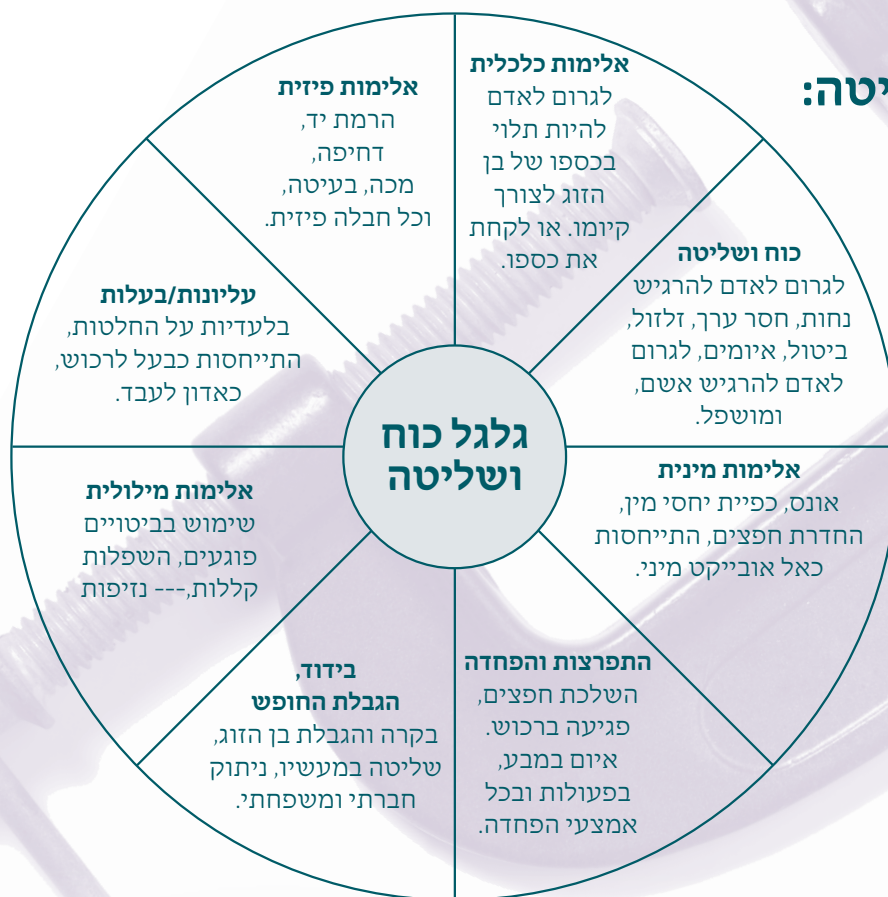 יטה:
אלימות כלכלית
לגרום לאדם
להיות תלוי
בכספו של בן
הזוג לצורך
קיומו. או לקחת
את כספו.
כוח ושליטה
לגרום לאדם להרגיש
נחות, חסר ערך, זלזול,
ביטול, איומים, לגרום
לאדם להרגיש אשם,
ומושפל.
אלימות מינית
אונס, כפיית יחסי מין,
החדרת חפצים, התייחסות
כאל אובייקט מיני.
התפרצות והפחדה
השלכת חפצים,
פגיעה ברכוש.
איום במבע,
בפעולות ובכל
אמצעי הפחדה.
בידוד,
הגבלת החופש
בקרה והגבלת בן הזוג,
שליטה במעשיו, ניתוק
חברתי ומשפחתי.
אלימות מילולית
שימוש בביטויים
פוגעים, השפלות
קללות,--- נזיפות
עליונות/בעלות
בלעדיות על החלטות,
התייחסות כבעל לרכוש,
כאדון לעבד.
אלימות פיזית
הרמת יד,
דחיפה,
מכה, בעיטה,
וכל חבלה פיזית.
גלגל כוח
ושליטה